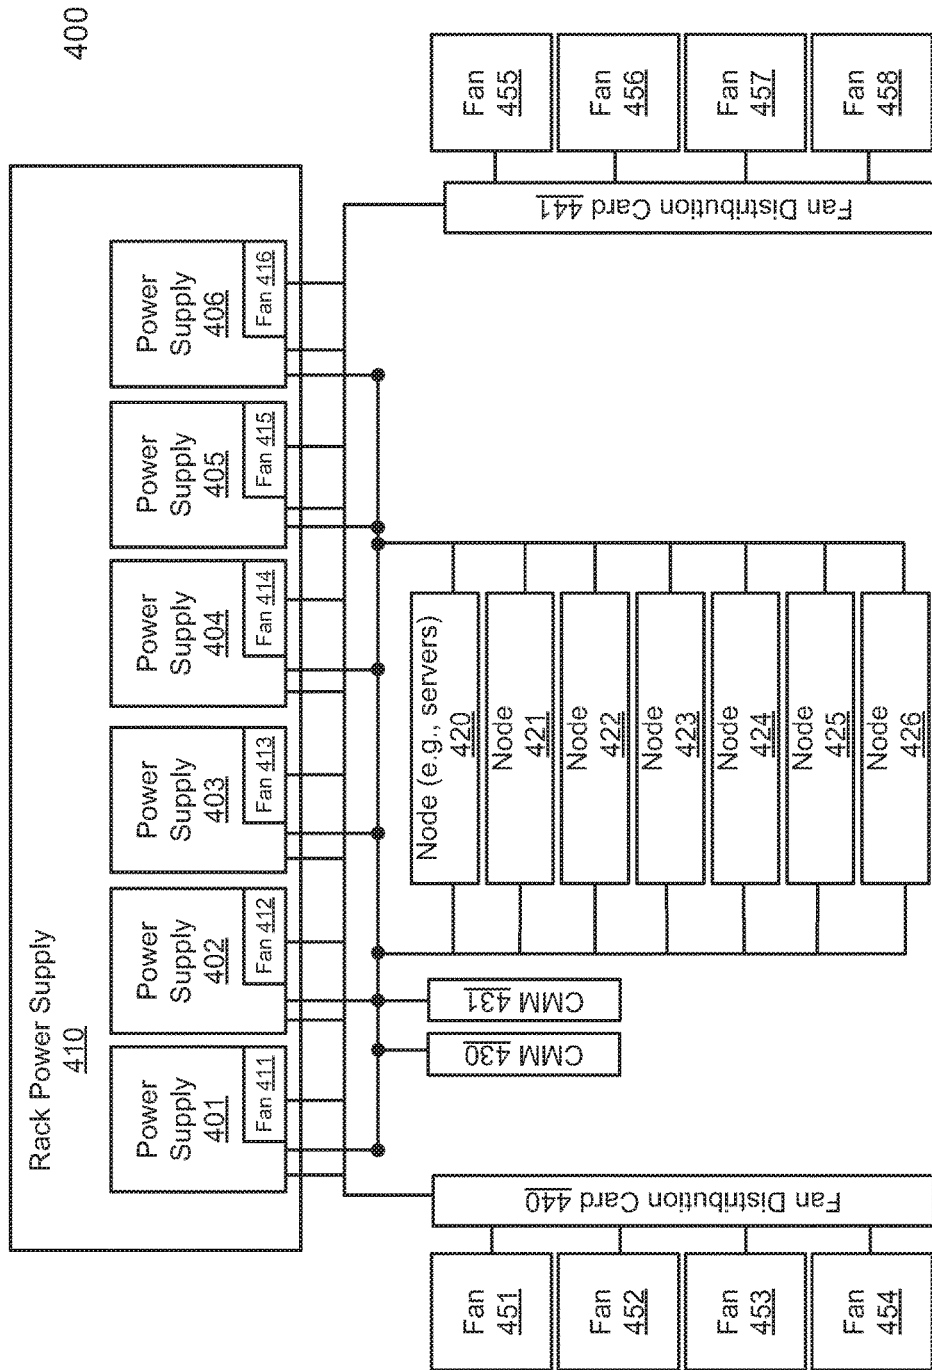 400
Rack Power Supply
410
Power
Supply
401
Fan 411
Power
Supply
402
Fan 412
Power
Supply
403
Fan 413
Power
Supply
404
Fan 414
Power
Supply
405
Fan 415
Power
Supply
406
Fan 416
Fan
451
Fan
452
Fan
453
Fan
454
Fan Distribution Card 440
CMM 430
CMM 431
Node (e.g., servers)
420
Node
421
Node
422
Node
423
Node
424
Node
425
Node
426
Fan Distribution Card 441
Fan
455
Fan
456
Fan
457
Fan
458